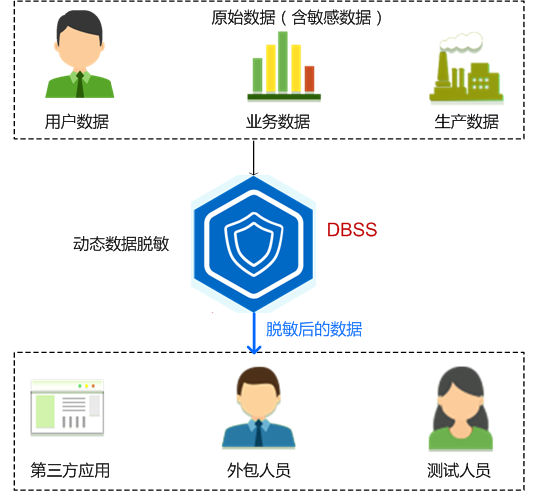 原始数据（含敏感数据）
用户数据
业务数据
生产数据
动态数据脱敏
DBSS
脱敏后的数据
第三方应用
外包人员
测试人员